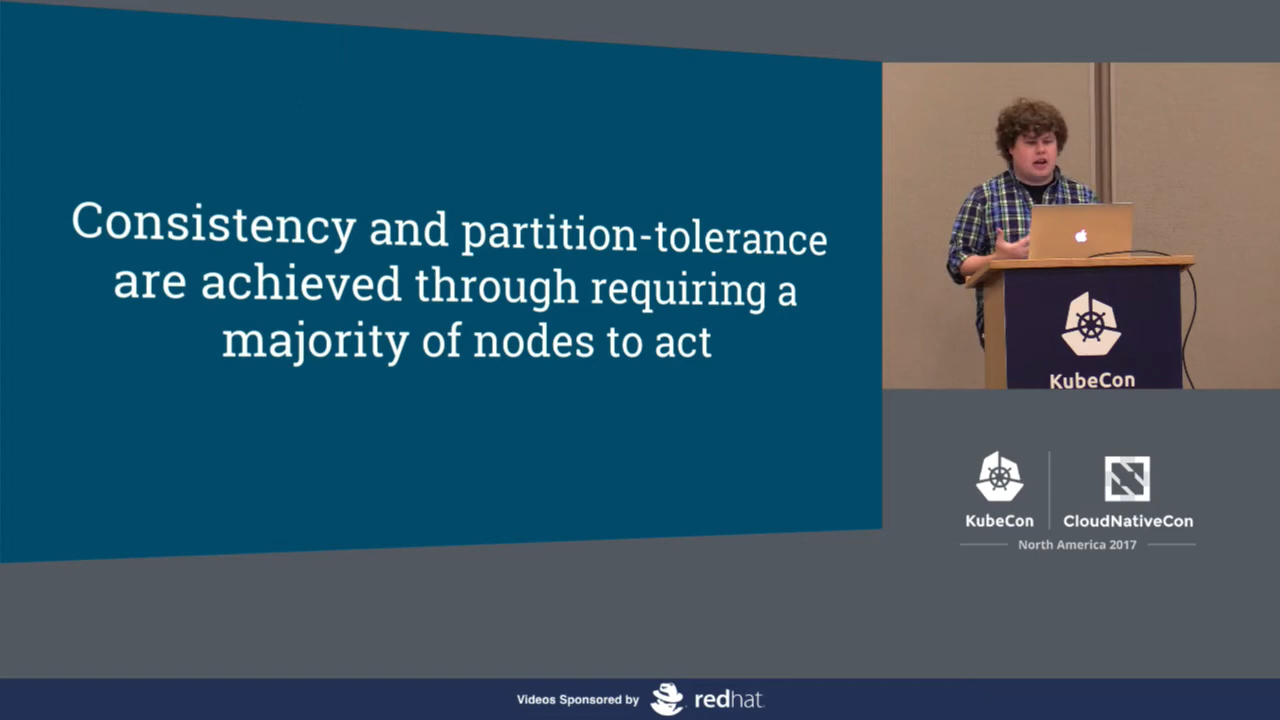 Consistency and partition-tolerance
are achieved through requiring a
majority of nodes to act
KubeCon
KubeCon
CloudNativeCon
North America 2017
Videos Sponsored by
redhat